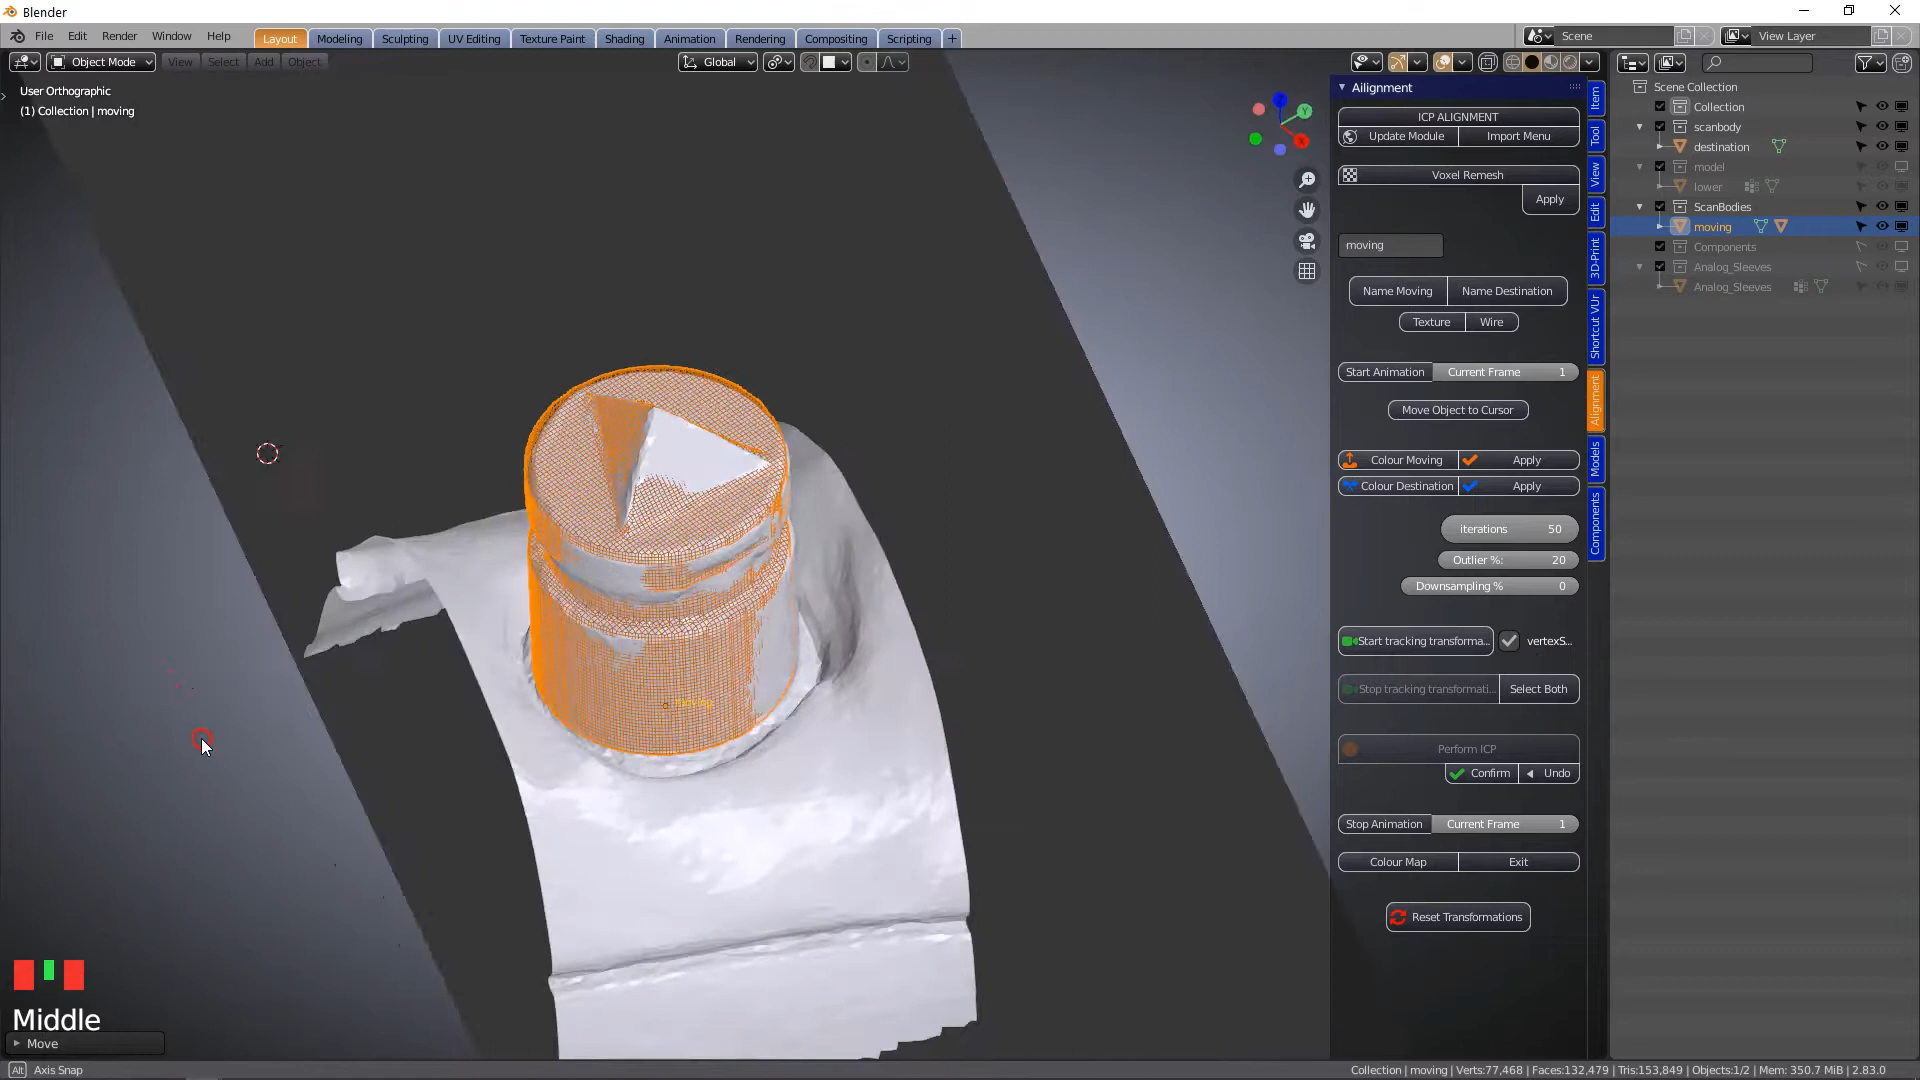 Blender
File Edit Render Window Help
Layout Modeling Sculpting UV Editing Texture Paint Shading Animation Rendering Compositing Scripting +
Scene
View Layer
Object Mode View Select Add Object
Global
User Orthographic
(1) Collection | moving
Ailignment
ICP ALIGNMENT
Update Module Import Menu
Voxel Remesh
Apply
moving
Name Moving Name Destination
Texture Wire
Start Animation Current Frame 1
Move Object to Cursor
Colour Moving Apply
Colour Destination Apply
iterations 50
Outlier %: 20
Downsampling % 0
Start tracking transforma... vertexS...
Stop tracking transformati... Select Both
Perform ICP
Confirm Undo
Stop Animation Current Frame 1
Colour Map Exit
Reset Transformations
Item
Tool
View
Edit
3D-Print
Shortcut VUr
Alignment
Models
Components
Scene Collection
Collection
scanbody
destination
model
lower
ScanBodies
moving
Components
Analog_Sleeves
Analog_Sleeves
moving
Middle
Move
Alt Axis Snap
Collection | moving | Verts:77,468 | Faces:132,479 | Tris:153,849 | Objects:1/2 | Mem: 350.7 MiB | 2.83.0